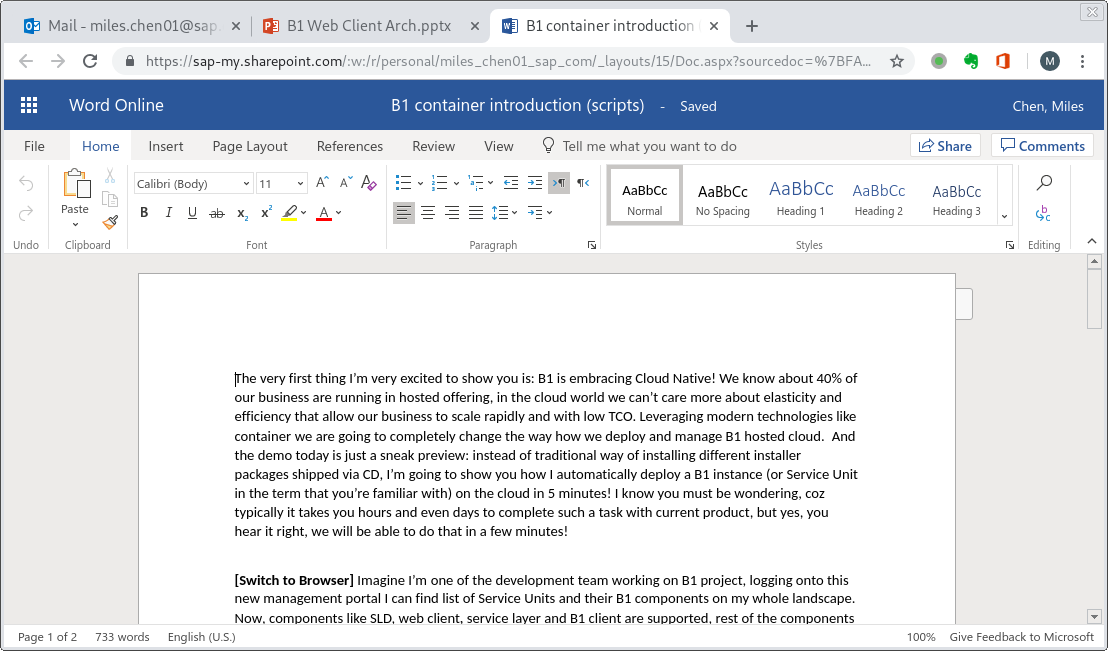 Mail - miles.chen01@sap.
B1 Web Client Arch.pptx
B1 container introduction
https://sap-my.sharepoint.com/:w:/r/personal/miles_chen01_sap_com/_layouts/15/Doc.aspx?sourcedoc=%7BFA...
M
Word Online
B1 container introduction (scripts) - Saved
Chen, Miles
File Home Insert Page Layout References Review View Tell me what you want to do Share Comments
Paste
Calibri (Body) 11
B I U ab x₂ x² A
AaBbCc AaBbCc AaBbCc AaBbCc AaBbCc
Normal No Spacing Heading 1 Heading 2 Heading 3
Undo Clipboard Font Paragraph Styles Editing
The very first thing I’m very excited to show you is: B1 is embracing Cloud Native! We know about 40% of
our business are running in hosted offering, in the cloud world we can’t care more about elasticity and
efficiency that allow our business to scale rapidly and with low TCO. Leveraging modern technologies like
container we are going to completely change the way how we deploy and manage B1 hosted cloud.  And
the demo today is just a sneak preview: instead of traditional way of installing different installer
packages shipped via CD, I’m going to show you how I automatically deploy a B1 instance (or Service Unit
in the term that you’re familiar with) on the cloud in 5 minutes! I know you must be wondering, coz
typically it takes you hours and even days to complete such a task with current product, but yes, you
hear it right, we will be able to do that in a few minutes!
[Switch to Browser] Imagine I’m one of the development team working on B1 project, logging onto this
new management portal I can find list of Service Units and their B1 components on my whole landscape.
Now, components like SLD, web client, service layer and B1 client are supported, rest of the components
Page 1 of 2 733 words English (U.S.) 100% Give Feedback to Microsoft